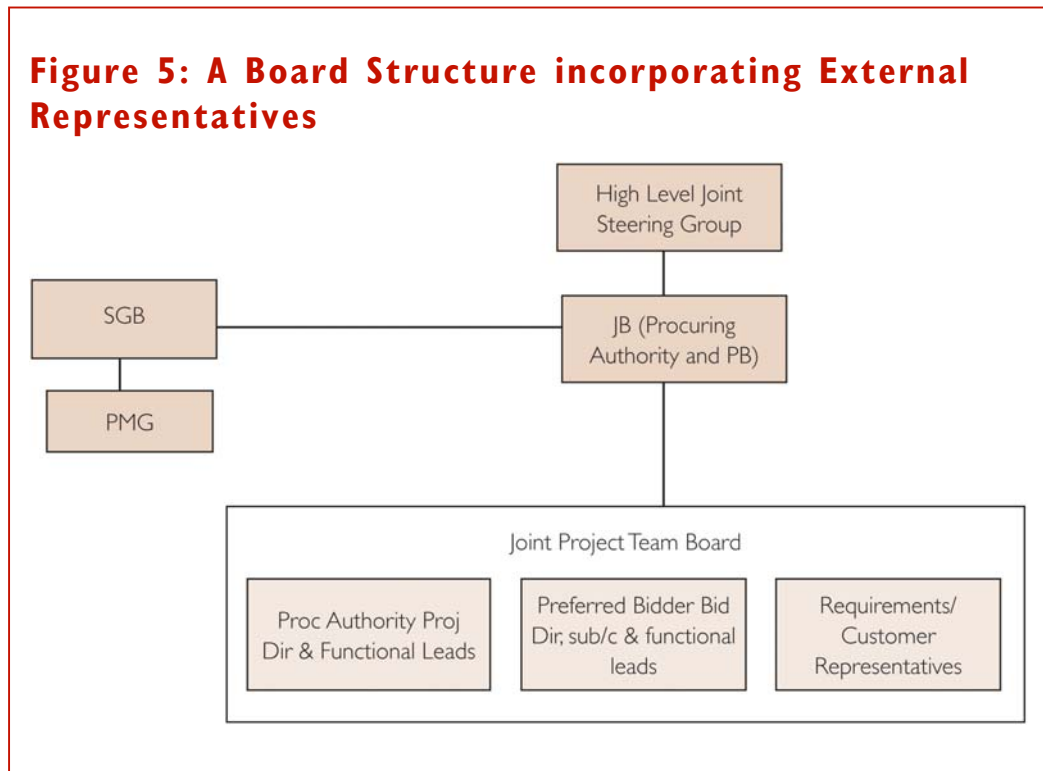 Figure 5: A Board Structure incorporating External
Representatives
High Level Joint
Steering Group
SGB
JB (Procuring
Authority and PB)
PMG
Joint Project Team Board
Proc Authority Proj
Dir & Functional Leads
Preferred Bidder Bid
Dir, sub/c & functional
leads
Requirements/
Customer
Representatives